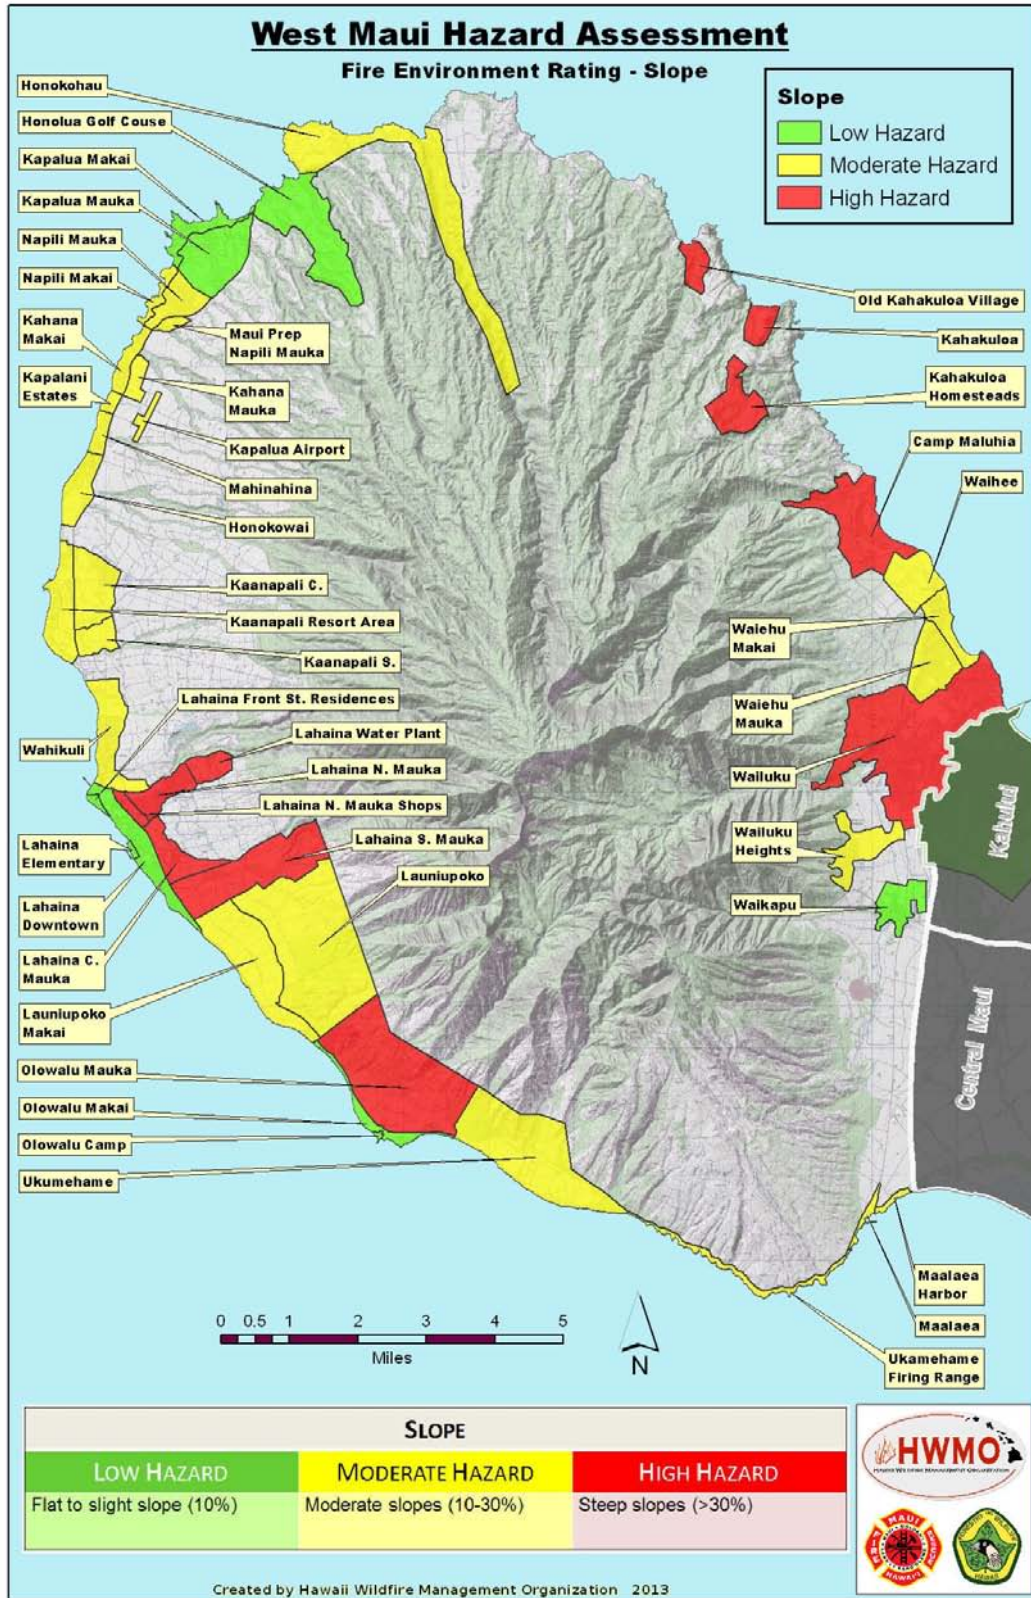 West Maui Hazard Assessment
Fire Environment Rating - Slope
Slope
Low Hazard
Moderate Hazard
High Hazard
Honokohau
Honolua Golf Couse
Kapalua Makai
Kapalua Mauka
Napili Mauka
Napili Makai
Kahana
Makai
Kapalani
Estates
Maui Prep
Napili Mauka
Kahana
Mauka
Kapalua Airport
Mahinahina
Honokowai
Kaanapali C.
Kaanapali Resort Area
Kaanapali S.
Lahaina Front St. Residences
Lahaina Water Plant
Wahikuli
Lahaina N. Mauka
Lahaina N. Mauka Shops
Lahaina S. Mauka
Launiupoko
Lahaina
Elementary
Lahaina
Downtown
Lahaina C.
Mauka
Launiupoko
Makai
Olowalu Mauka
Olowalu Makai
Olowalu Camp
Ukumehame
Old Kahakuloa Village
Kahakuloa
Kahakuloa
Homesteads
Camp Maluhia
Waihee
Waiehu
Makai
Waiehu
Mauka
Wailuku
Wailuku
Heights
Waikapu
Kahului
Central Maui
Maalaea
Harbor
Maalaea
Ukamehame
Firing Range
0 0.5 1 2 3 4 5
Miles
N
SLOPE
LOW HAZARD
MODERATE HAZARD
HIGH HAZARD
Flat to slight slope (10%)
Moderate slopes (10-30%)
Steep slopes (>30%)
HWMO
HAWAII WILDFIRE MANAGEMENT ORGANIZATION
MAUI
FIRE
HAWAII
Created by Hawaii Wildfire Management Organization 2013